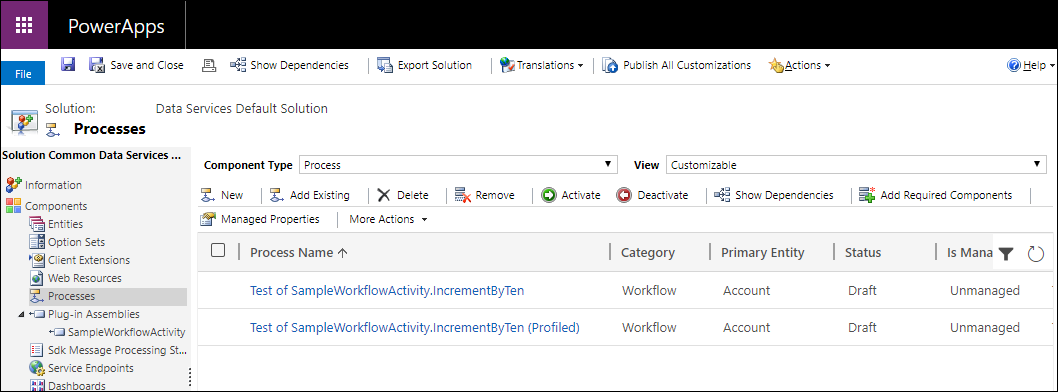 PowerApps
File
Save and Close
Show Dependencies
Export Solution
Translations
Publish All Customizations
Actions
Help
Solution:
Data Services Default Solution
Processes
Solution Common Data Services ...
Information
Components
Entities
Option Sets
Client Extensions
Web Resources
Processes
Plug-in Assemblies
SampleWorkflowActivity
Sdk Message Processing St...
Service Endpoints
Dashboards
Component Type Process
View Customizable
New Add Existing Delete Remove Activate Deactivate Show Dependencies Add Required Components
Managed Properties More Actions
Process Name Category Primary Entity Status Is Mana
Test of SampleWorkflowActivity.IncrementByTen Workflow Account Draft Unmanaged
Test of SampleWorkflowActivity.IncrementByTen (Profiled) Workflow Account Draft Unmanaged